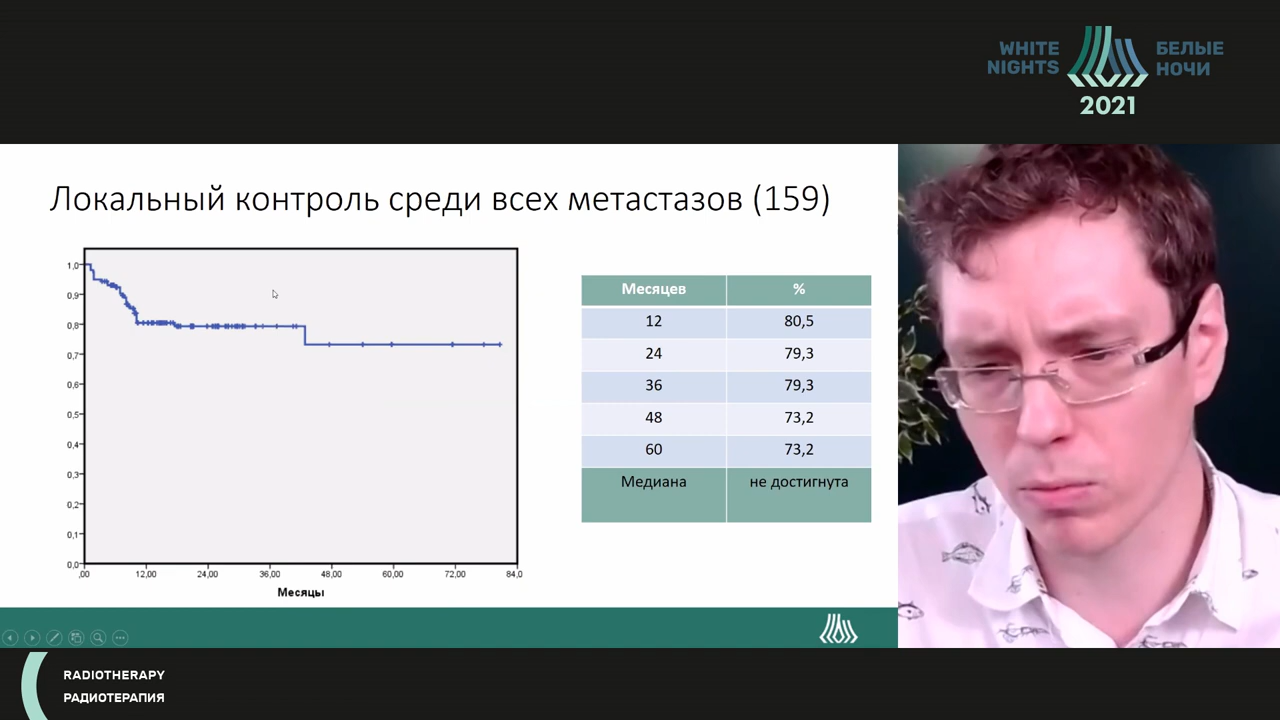 WHITE NIGHTS
БЕЛЫЕ НОЧИ
2021
Локальный контроль среди всех метастазов (159)
1,0
0,9
0,8
0,7
0,6
0,5
0,4
0,3
0,2
0,1
0,0
,00 12,00 24,00 36,00 48,00 60,00 72,00 84,0
Месяцы
Месяцев %
12 80,5
24 79,3
36 79,3
48 73,2
60 73,2
Медиана не достигнута
RADIOTHERAPY
РАДИОТЕРАПИЯ